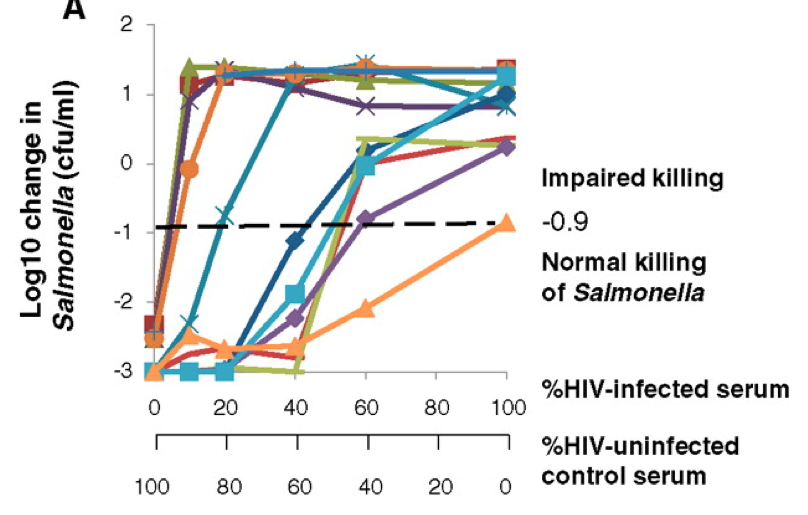 A
Log10 change in
Salmonella (cfu/ml)
2
1
0
-1
-2
-3
0 20 40 60 80 100
Impaired killing
-0.9
Normal killing
of Salmonella
%HIV-infected serum
%HIV-uninfected
control serum
100 80 60 40 20 0